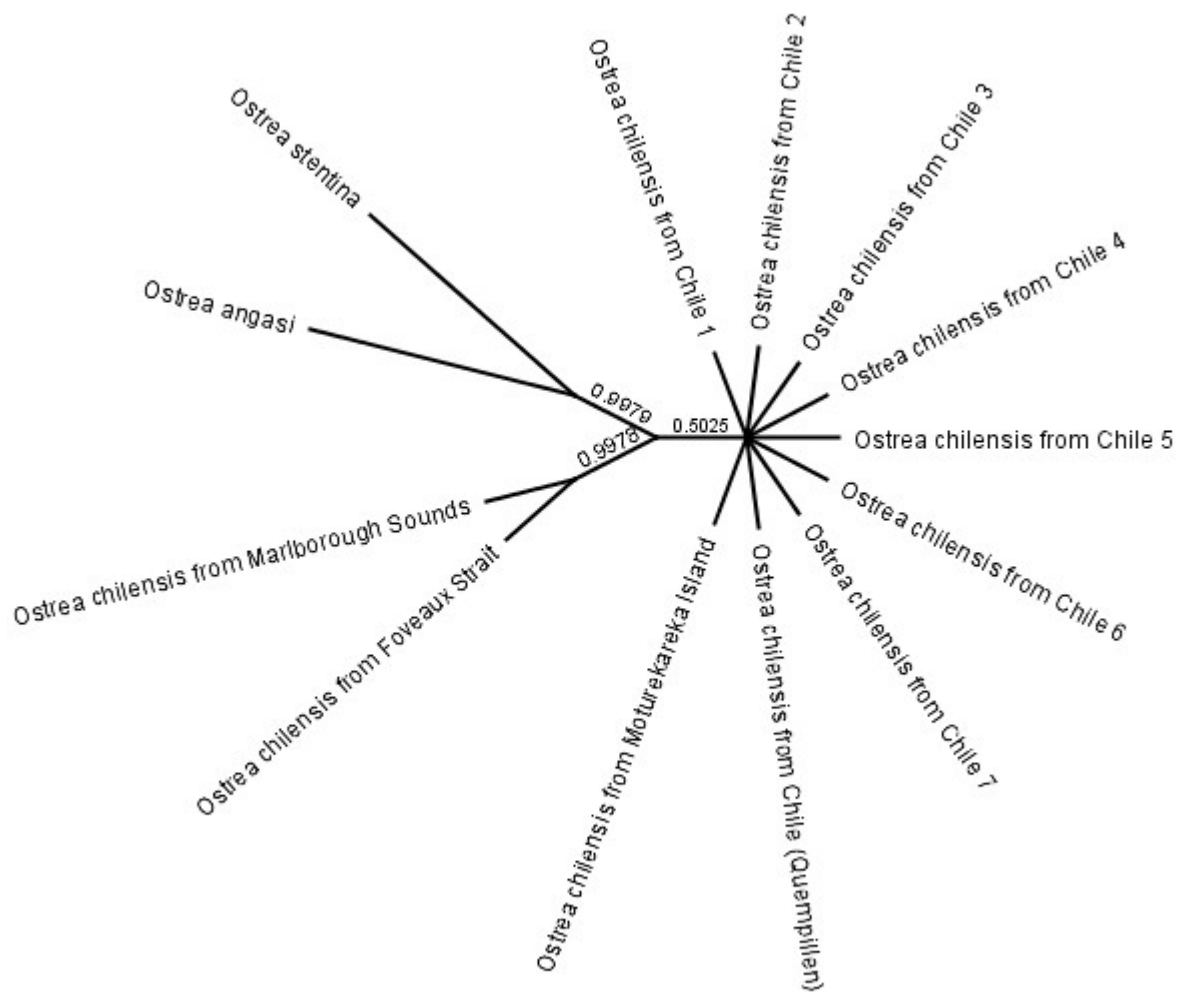 Ostrea stentina
Ostrea angasi
Ostrea chilensis from Chile 1
Ostrea chilensis from Chile 2
Ostrea chilensis from Chile 3
Ostrea chilensis from Chile 4
Ostrea chilensis from Chile 5
Ostrea chilensis from Chile 6
Ostrea chilensis from Chile 7
Ostrea chilensis from Chile (Quempillen)
Ostrea chilensis from Moturekareka Island
Ostrea chilensis from Foveaux Strait
Ostrea chilensis from Marlborough Sounds
0.9979
0.9978
0.5025